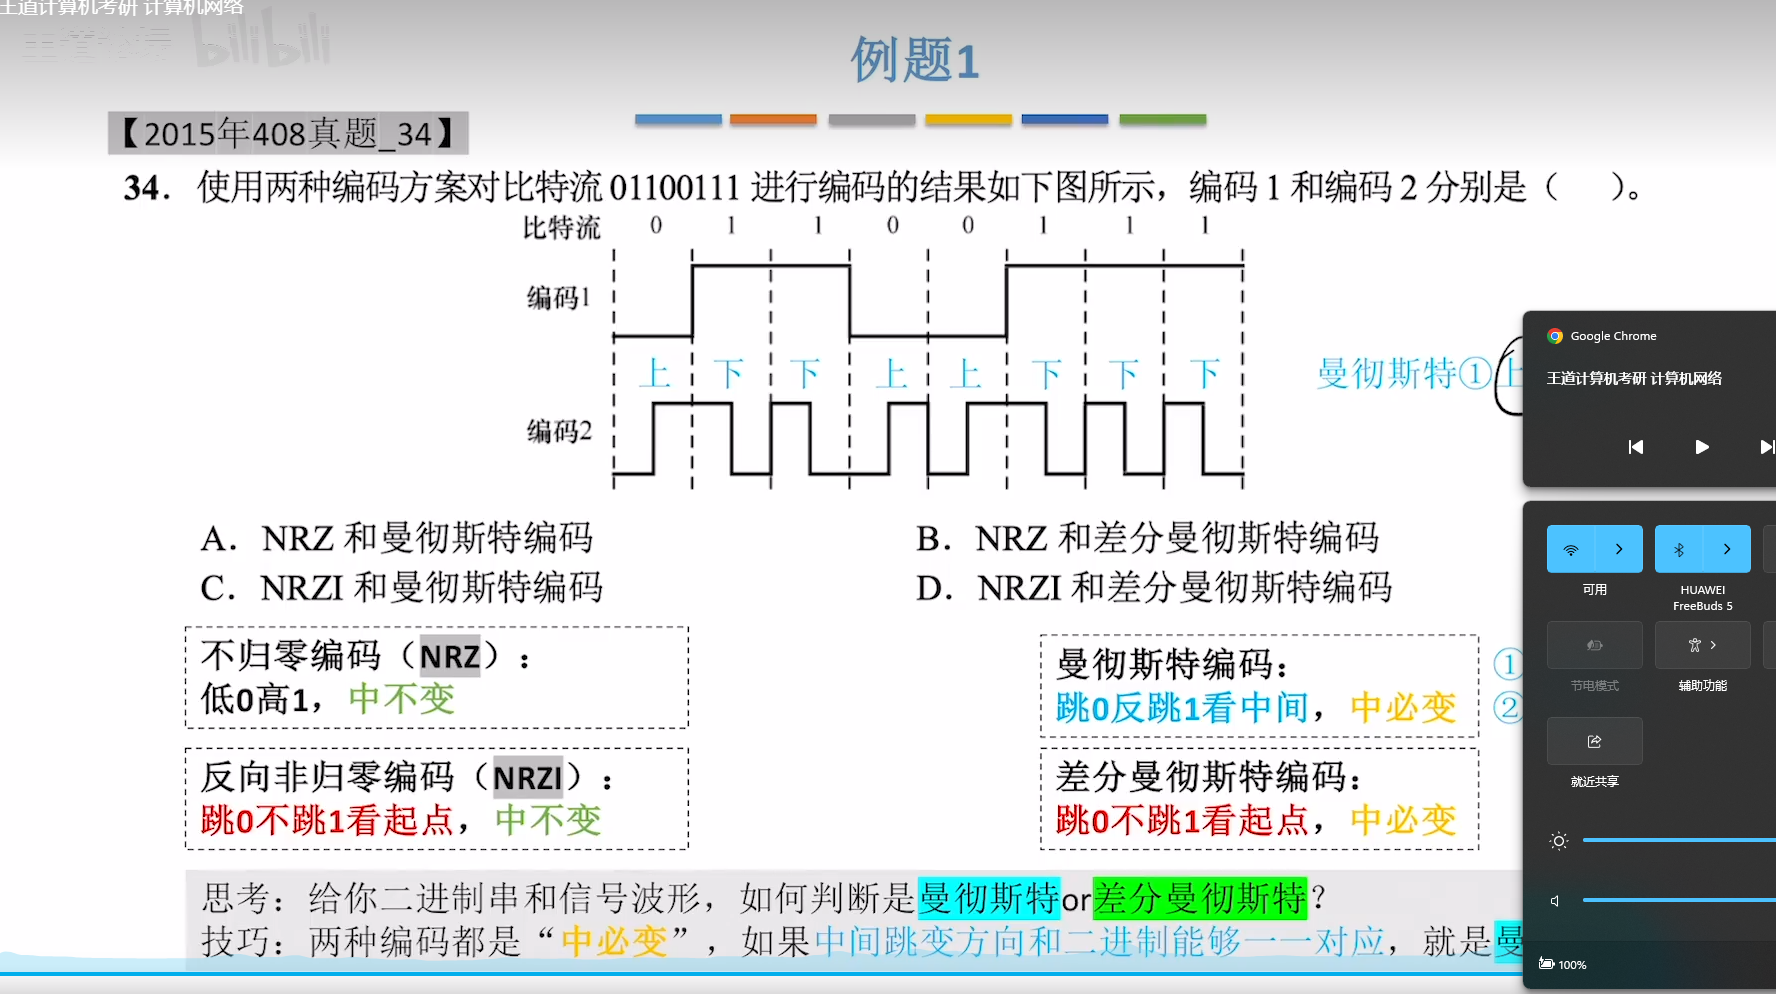 王道计算机考研 计算机网络
bilibili
例题1
【2015年408真题_34】
34. 使用两种编码方案对比特流 01100111 进行编码的结果如下图所示，编码 1 和编码 2 分别是（ ）。
比特流 0 1 1 0 0 1 1 1
编码1
上 下 下 上 上 下 下 下
曼彻斯特①上
编码2
A. NRZ 和曼彻斯特编码
B. NRZ 和差分曼彻斯特编码
C. NRZI 和曼彻斯特编码
D. NRZI 和差分曼彻斯特编码
不归零编码（NRZ）：
低0高1，中不变
曼彻斯特编码：
跳0反跳1看中间，中必变
①
②
反向非归零编码（NRZI）：
跳0不跳1看起点，中不变
差分曼彻斯特编码：
跳0不跳1看起点，中必变
思考：给你二进制串和信号波形，如何判断是曼彻斯特or差分曼彻斯特？
技巧：两种编码都是“中必变”，如果中间跳变方向和二进制能够一一对应，就是曼
Google Chrome
王道计算机考研 计算机网络
可用
HUAWEI
FreeBuds 5
节电模式
辅助功能
就近共享
100%